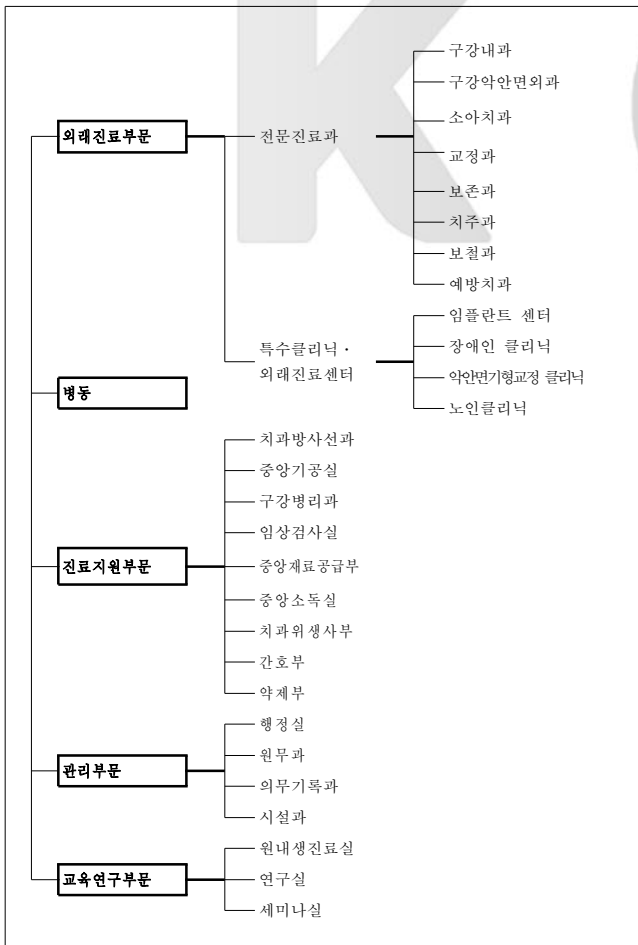 외래진료부문
전문진료과
구강내과
구강악안면외과
소아치과
교정과
보존과
치주과
보철과
예방치과
특수클리닉·
외래진료센터
임플란트 센터
장애인 클리닉
악안면기형교정 클리닉
노인클리닉
병동
진료지원부문
치과방사선과
중앙기공실
구강병리과
임상검사실
중앙재료공급부
중앙소독실
치과위생사부
간호부
약제부
관리부문
행정실
원무과
의무기록과
시설과
교육연구부문
원내생진료실
연구실
세미나실